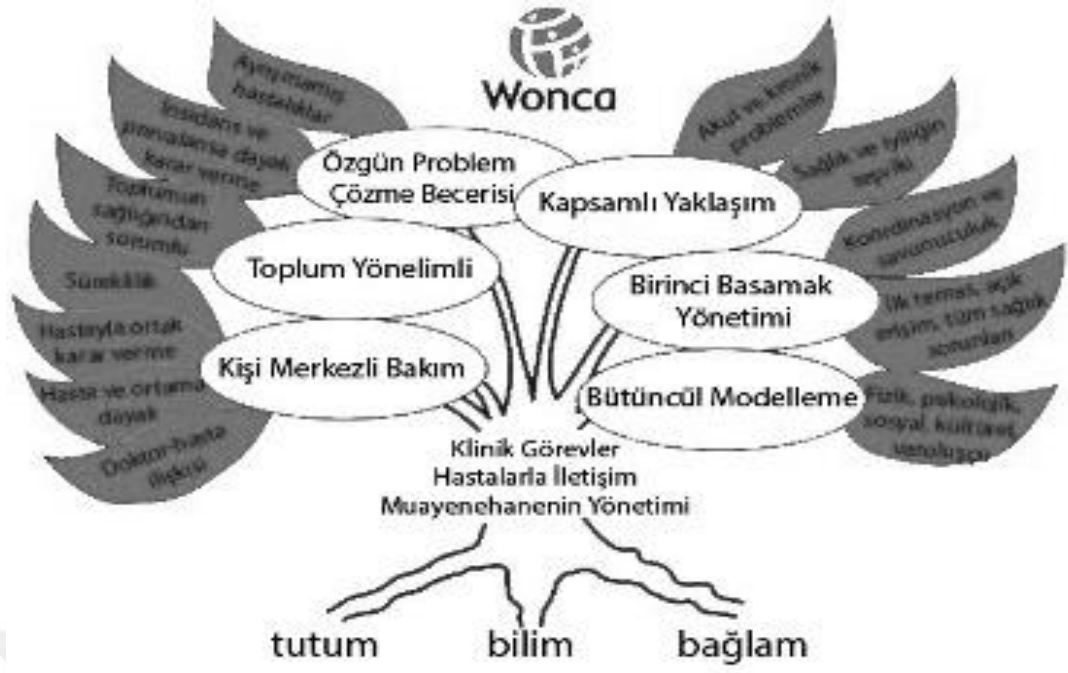 Wonca
Ayrışmamış
hastalıklar
İnsidans ve
prevalansa dayalı
karar verme
Toplumun
sağlığından
sorumlu
Süreklilik
Hastayla ortak
karar verme
Hasta ve ortama
dayalı
Doktor-hasta
ilişkisi
Özgün Problem
Çözme Becerisi
Toplum Yönelimli
Kişi Merkezli Bakım
Kapsamlı Yaklaşım
Birinci Basamak
Yönetimi
Bütüncül Modelleme
Akut ve kronik
problemler
Sağlık ve iyiliğin
teşviki
Koordinasyon ve
savunuculuk
İlk temas, açık
erişim, tüm sağlık
sorunları
Fizik, psikolojik,
sosyal, kültürel,
varoluşçu
Klinik Görevler
Hastalarla İletişim
Muayenehanenin Yönetimi
tutum bilim bağlam